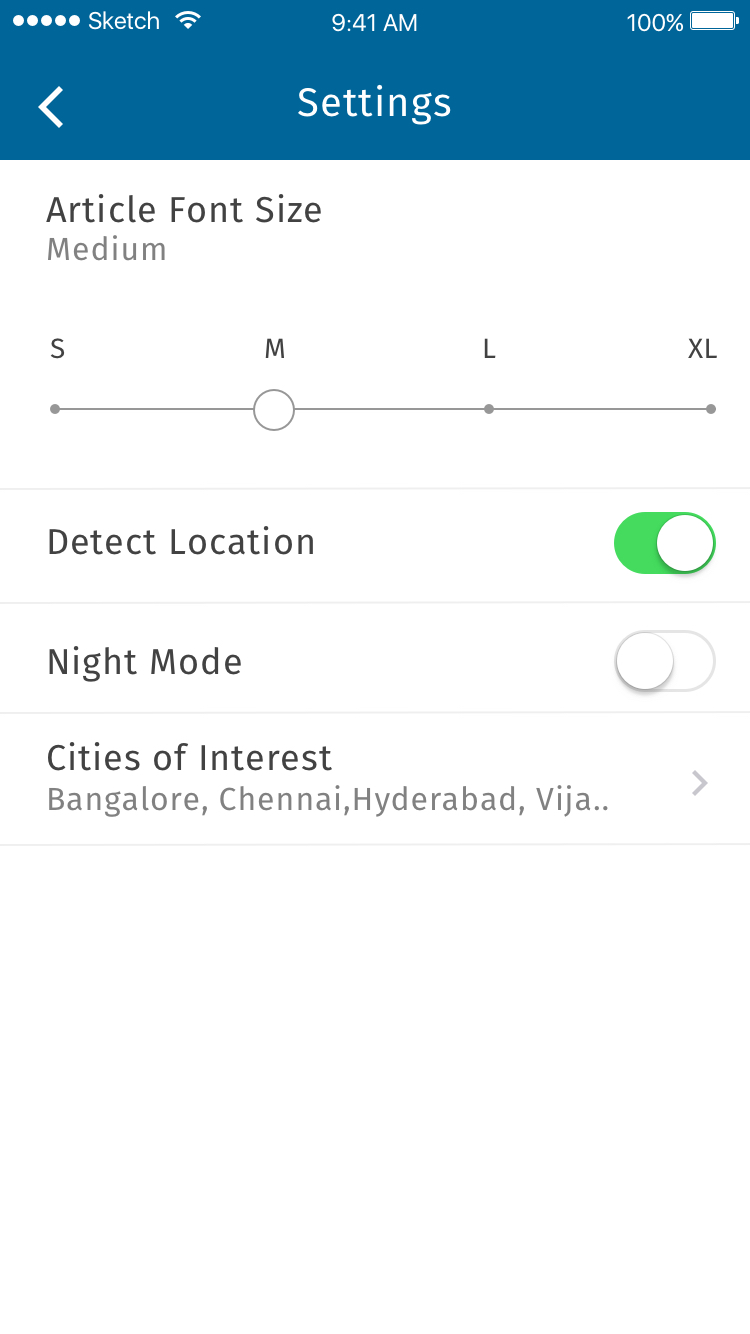 Sketch 9:41 AM 100%
Settings
Article Font Size
Medium
S M L XL
Detect Location
Night Mode
Cities of Interest
Bangalore, Chennai,Hyderabad, Vija..